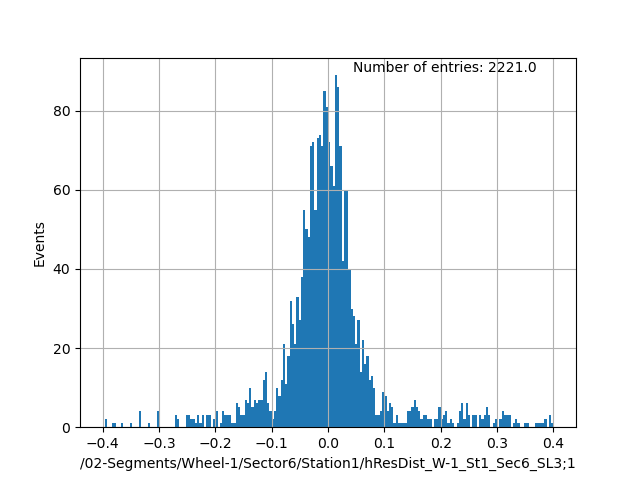 Number of entries: 2221.0
80
60
40
20
0
Events
−0.4 −0.3 −0.2 −0.1 0.0 0.1 0.2 0.3 0.4
/02-Segments/Wheel-1/Sector6/Station1/hResDist_W-1_St1_Sec6_SL3;1